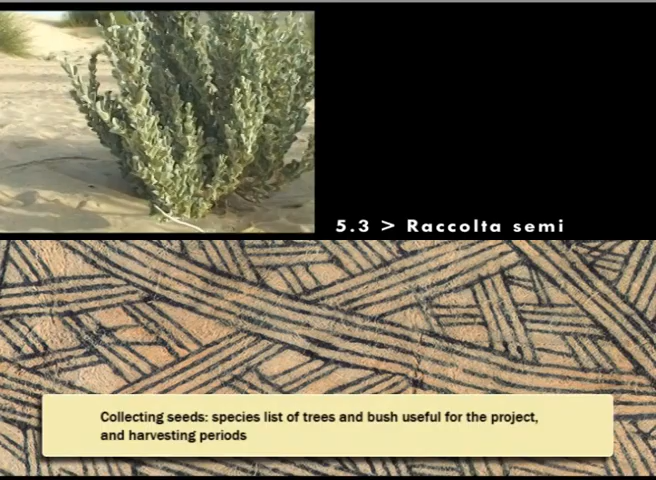 5.3 > Raccolta semi
Collecting seeds: species list of trees and bush useful for the project,
and harvesting periods